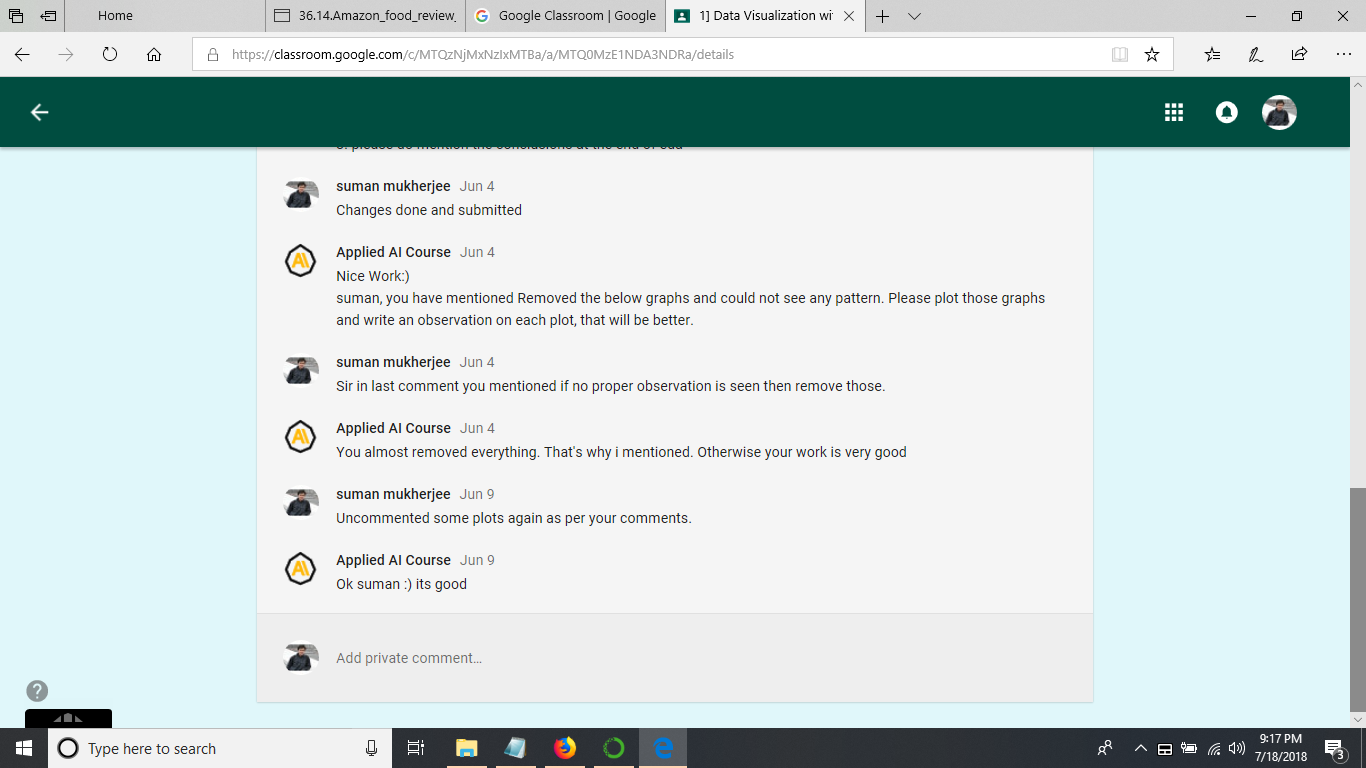 Home
36.14.Amazon_food_review_
Google Classroom | Google
1] Data Visualization wi
https://classroom.google.com/c/MTQzNjMxNzIxMTBa/a/MTQ0MzE1NDA3NDRa/details
suman mukherjee Jun 4
Changes done and submitted
Applied AI Course Jun 4
Nice Work:)
suman, you have mentioned Removed the below graphs and could not see any pattern. Please plot those graphs
and write an observation on each plot, that will be better.
suman mukherjee Jun 4
Sir in last comment you mentioned if no proper observation is seen then remove those.
Applied AI Course Jun 4
You almost removed everything. That's why i mentioned. Otherwise your work is very good
suman mukherjee Jun 9
Uncommented some plots again as per your comments.
Applied AI Course Jun 9
Ok suman :) its good
Add private comment...
Type here to search
9:17 PM
7/18/2018
3